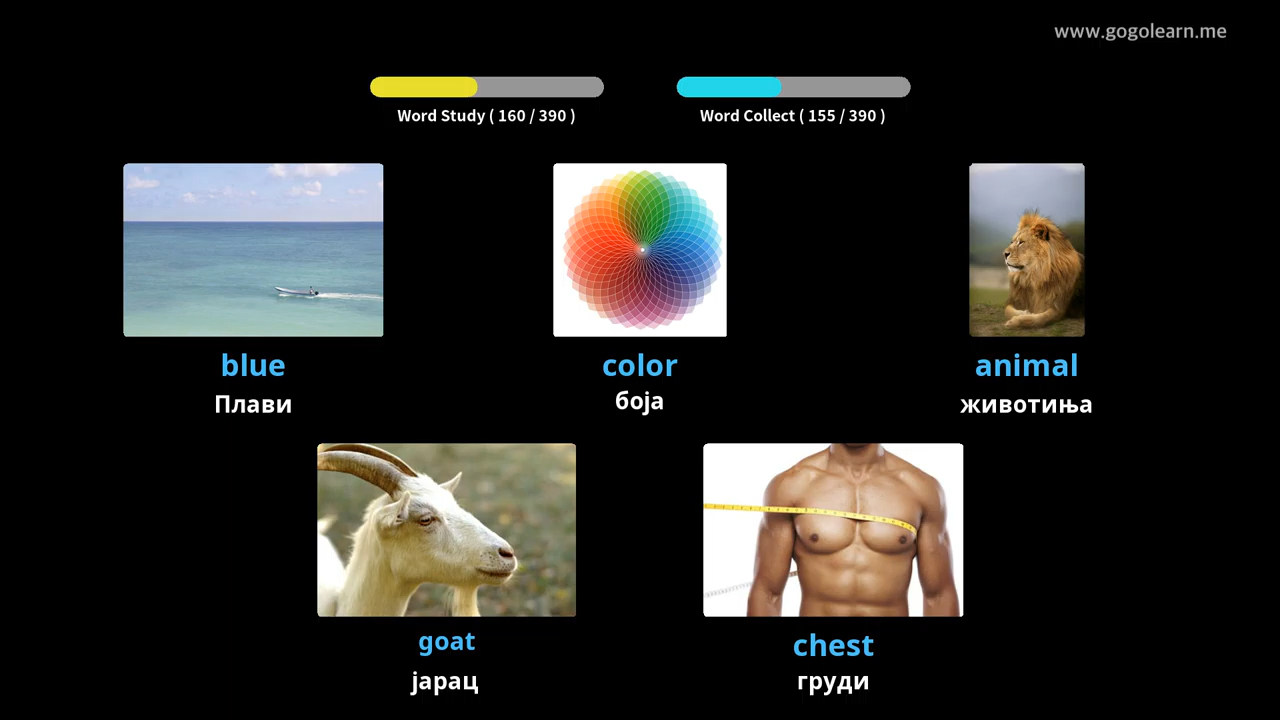 www.gogolearn.me
Word Study ( 160 / 390 )
Word Collect ( 155 / 390 )
blue
Плави
color
боја
animal
животиња
goat
јарац
chest
груди